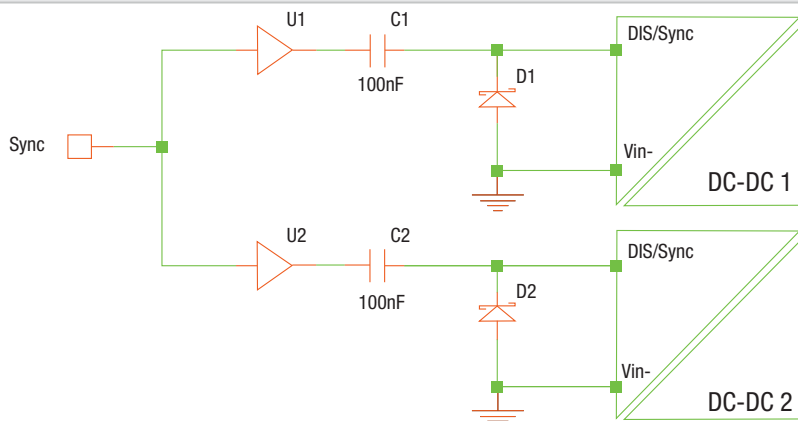 U1
C1
100nF
D1
DIS/Sync
Vin-
DC-DC 1
Sync
U2
C2
100nF
D2
DIS/Sync
Vin-
DC-DC 2